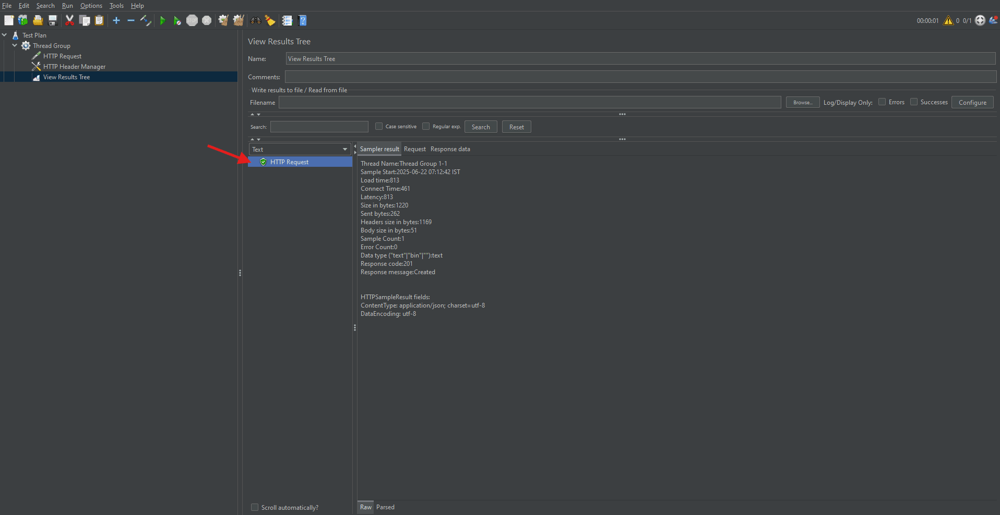 File Edit Search Run Options Tools Help
00:00:01 0 0/1
Test Plan
Thread Group
HTTP Request
HTTP Header Manager
View Results Tree
View Results Tree
Name: View Results Tree
Comments:
Write results to file / Read from file
Filename Browse... Log/Display Only: Errors Successes Configure
Search: Case sensitive Regular exp. Search Reset
Text
HTTP Request
Sampler result Request Response data
Thread Name:Thread Group 1-1
Sample Start:2025-06-22 07:12:42 IST
Load time:813
Connect Time:461
Latency:813
Size in bytes:1220
Sent bytes:262
Headers size in bytes:1169
Body size in bytes:51
Sample Count:1
Error Count:0
Data type ("text"|"bin"|""):text
Response code:201
Response message:Created
HTTPSampleResult fields:
ContentType: application/json; charset=utf-8
DataEncoding: utf-8
Scroll automatically?
Raw Parsed